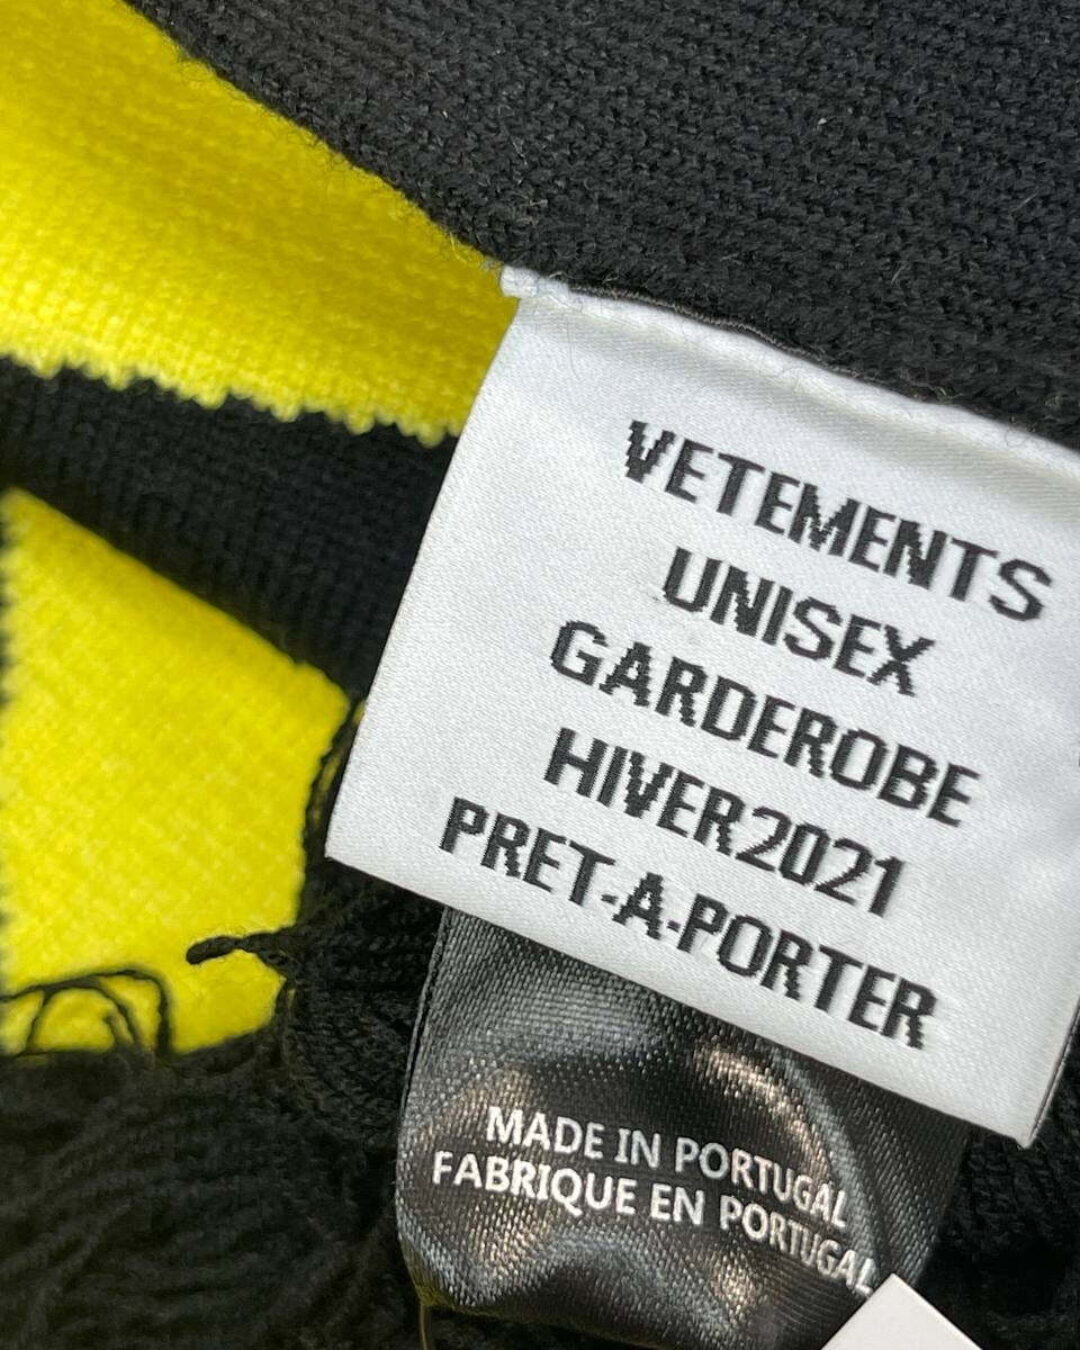 VETEMENTS
UNISEX
GARDEROBE
HIVER2021
PRET-A-PORTER
MADE IN PORTUGAL
FABRIQUE EN PORTUGAL